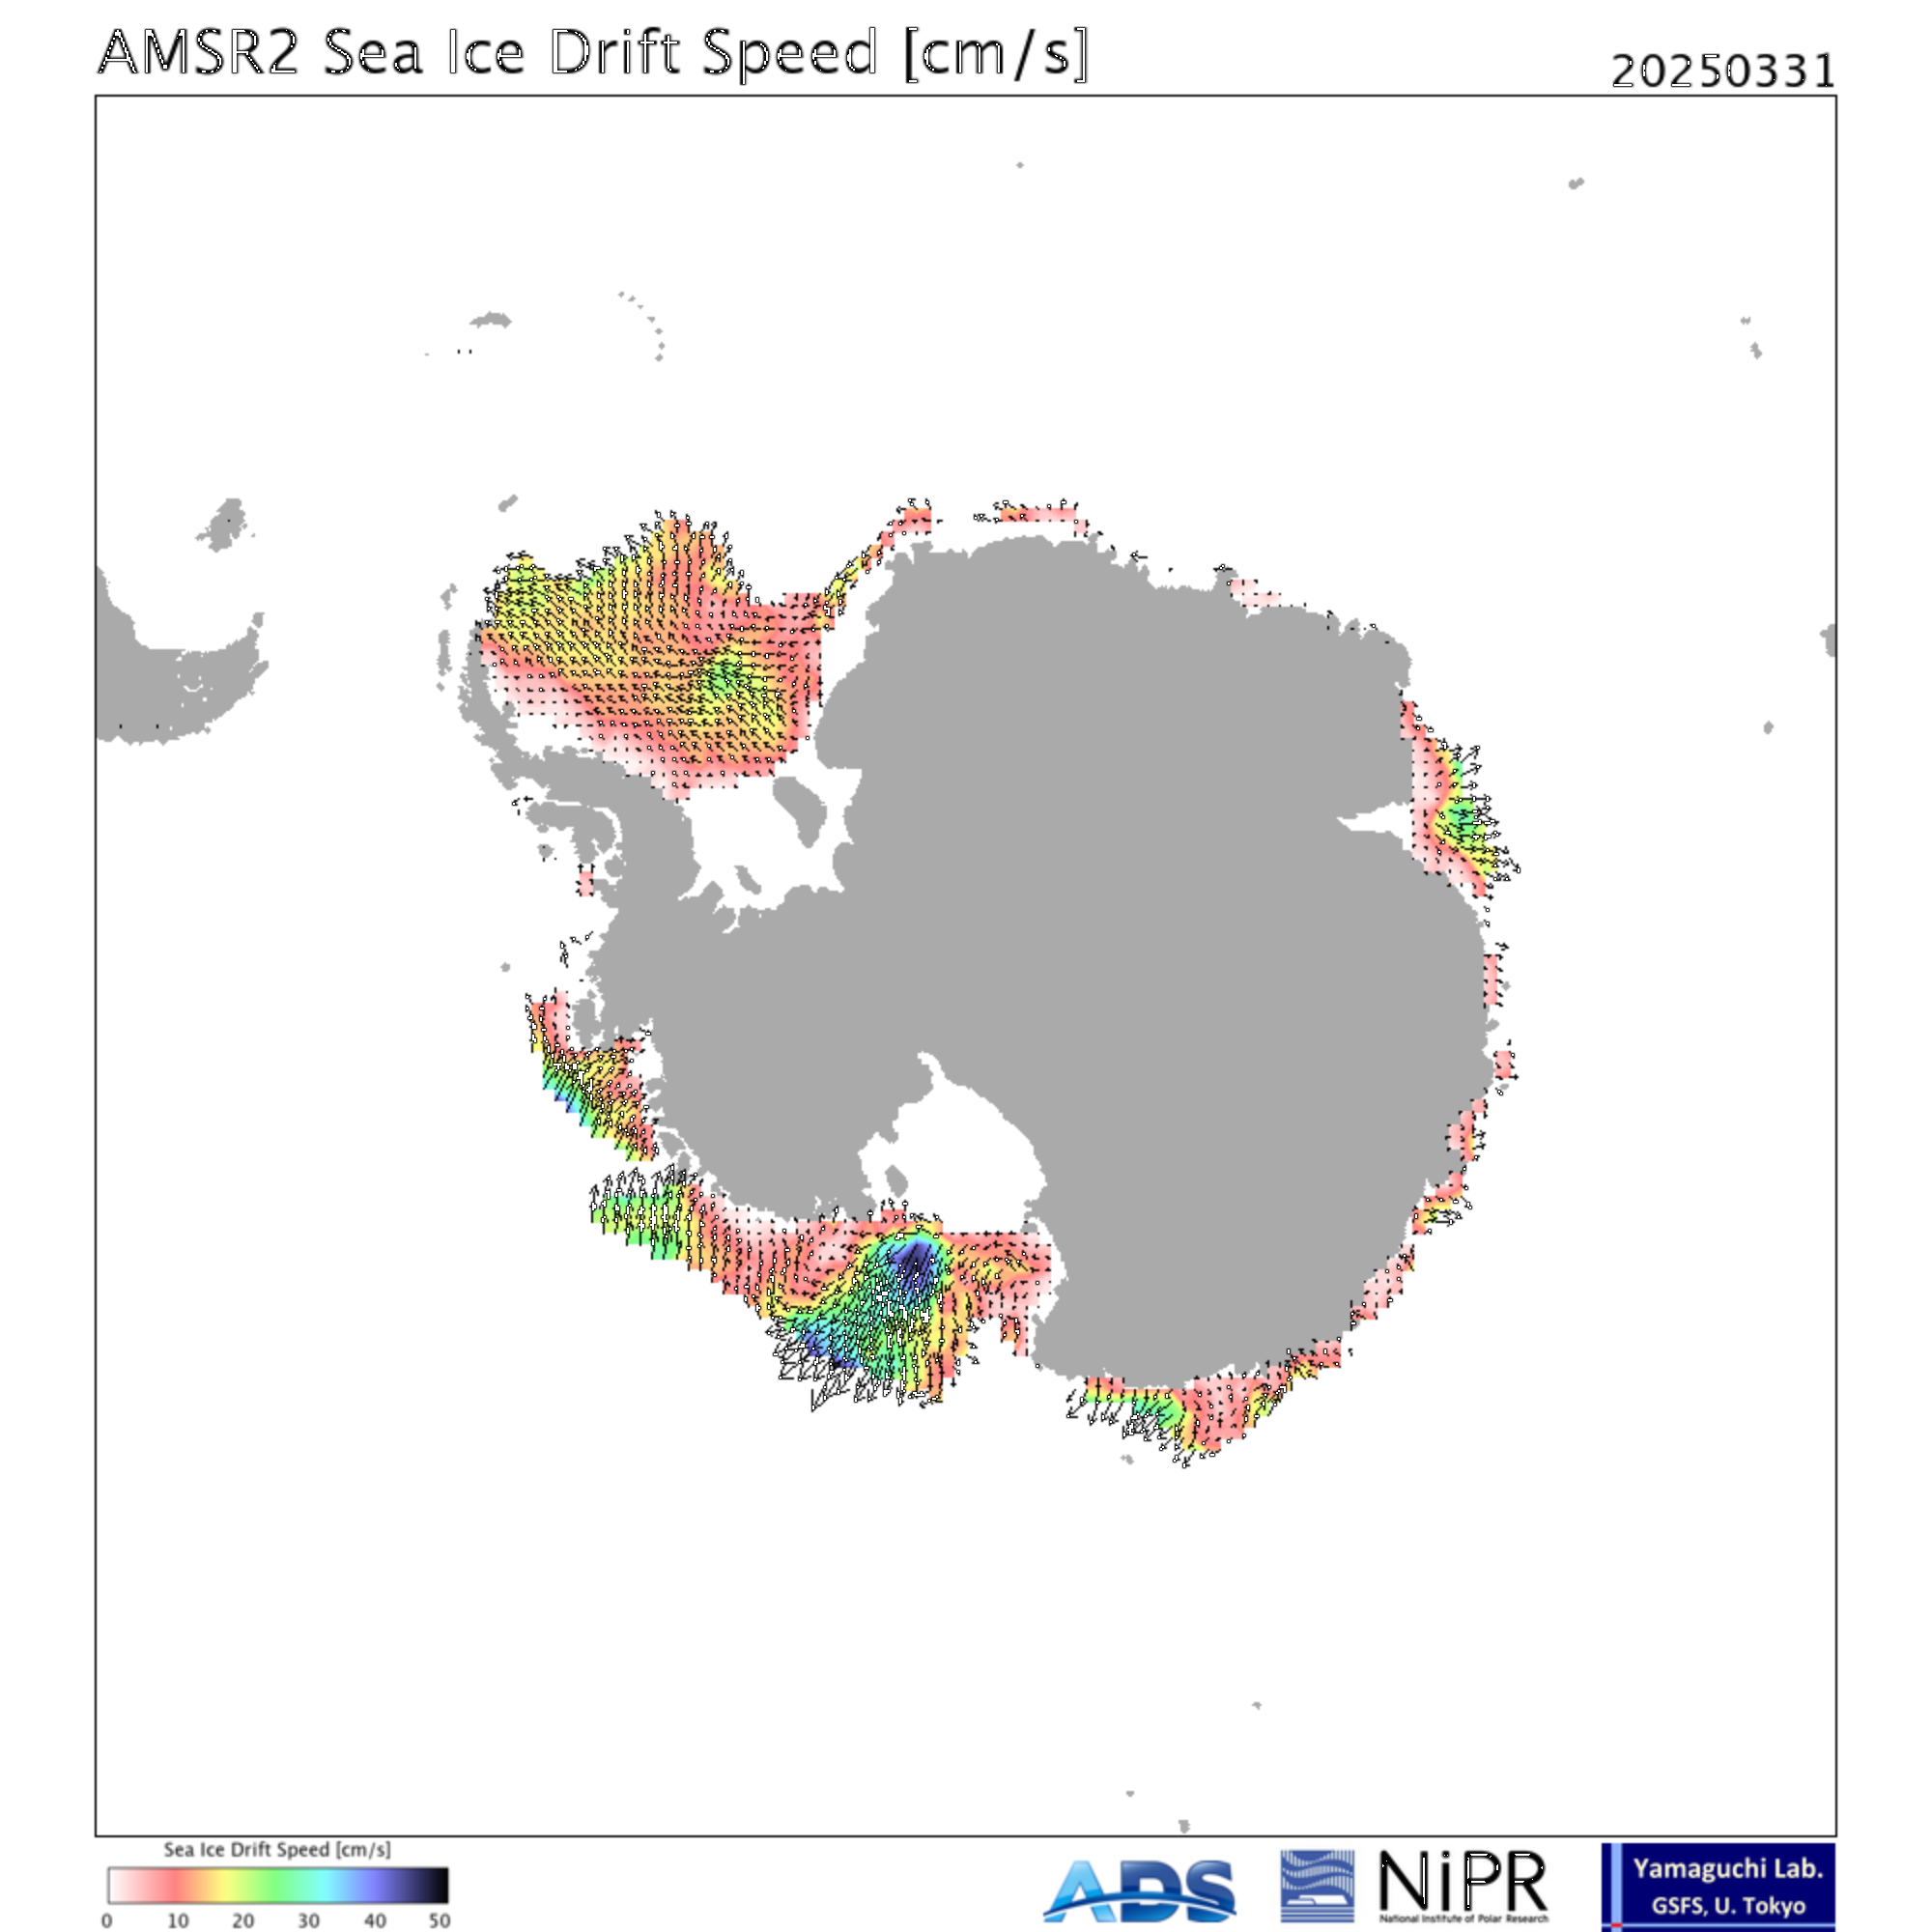 AMSR2 Sea Ice Drift Speed [cm/s]
20250331
Sea Ice Drift Speed [cm/s]
0 10 20 30 40 50
ADS
NiPR
National Institute of Polar Research
Yamaguchi Lab.
GSFS, U. Tokyo